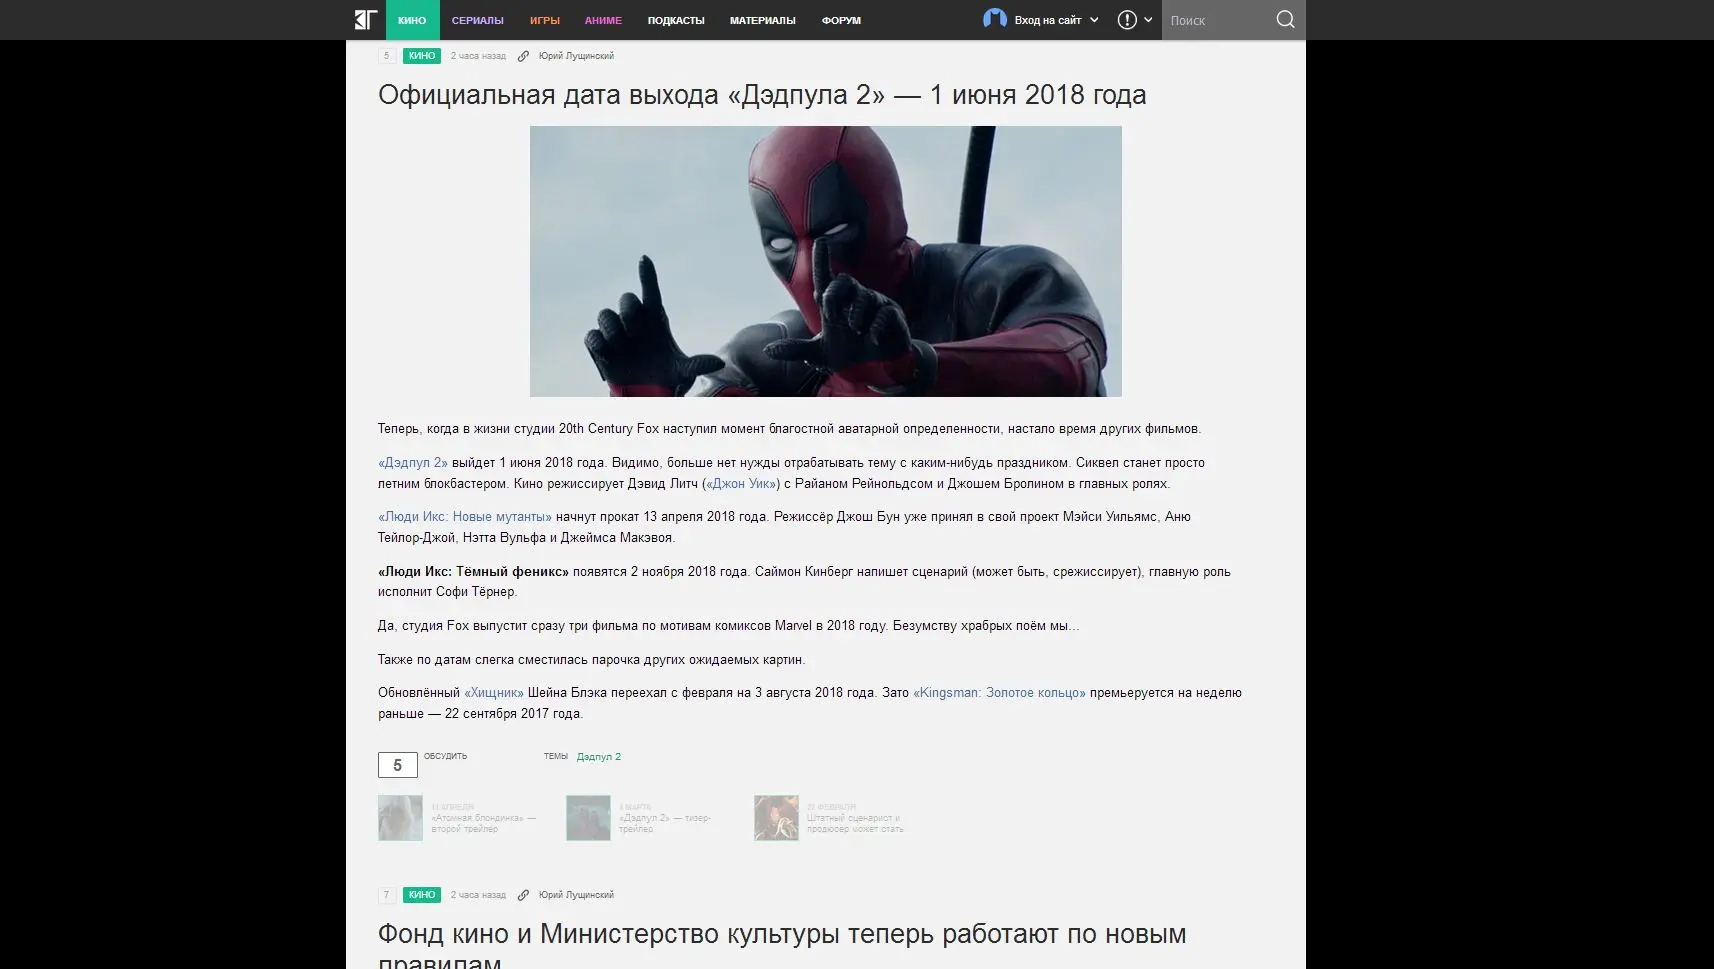 КГ КИНО СЕРИАЛЫ ИГРЫ АНИМЕ ПОДКАСТЫ МАТЕРИАЛЫ ФОРУМ Вход на сайт Поиск
5 КИНО 2 часа назад Юрий Лущинский
Официальная дата выхода «Дэдпула 2» — 1 июня 2018 года
Теперь, когда в жизни студии 20th Century Fox наступил момент благостной аватарной определенности, настало время других фильмов.
«Дэдпул 2» выйдет 1 июня 2018 года. Видимо, больше нет нужды отрабатывать тему с каким-нибудь праздником. Сиквел станет просто
летним блокбастером. Кино режиссирует Дэвид Литч («Джон Уик») с Райаном Рейнольдсом и Джошем Бролином в главных ролях.
«Люди Икс: Новые мутанты» начнут прокат 13 апреля 2018 года. Режиссёр Джош Бун уже принял в свой проект Мэйси Уильямс, Аню
Тейлор-Джой, Нэтта Вульфа и Джеймса Макэвоя.
«Люди Икс: Тёмный феникс» появятся 2 ноября 2018 года. Саймон Кинберг напишет сценарий (может быть, срежиссирует), главную роль
исполнит Софи Тёрнер.
Да, студия Fox выпустит сразу три фильма по мотивам комиксов Marvel в 2018 году. Безумству храбрых поём мы...
Также по датам слегка сместилась парочка других ожидаемых картин.
Обновлённый «Хищник» Шейна Блэка переехал с февраля на 3 августа 2018 года. Зато «Kingsman: Золотое кольцо» премьеруется на неделю
раньше — 22 сентября 2017 года.
5 ОБСУДИТЬ ТЕМЫ Дэдпул 2
11 АПРЕЛЯ
«Атомная блондинка» —
второй трейлер
МАРТА
«Дэдпул 2» — тизер-
трейлер
ФЕВРАЛЯ
Штатный сценарист и
продюсер может стать
7 КИНО 2 часа назад Юрий Лущинский
Фонд кино и Министерство культуры теперь работают по новым
правилам